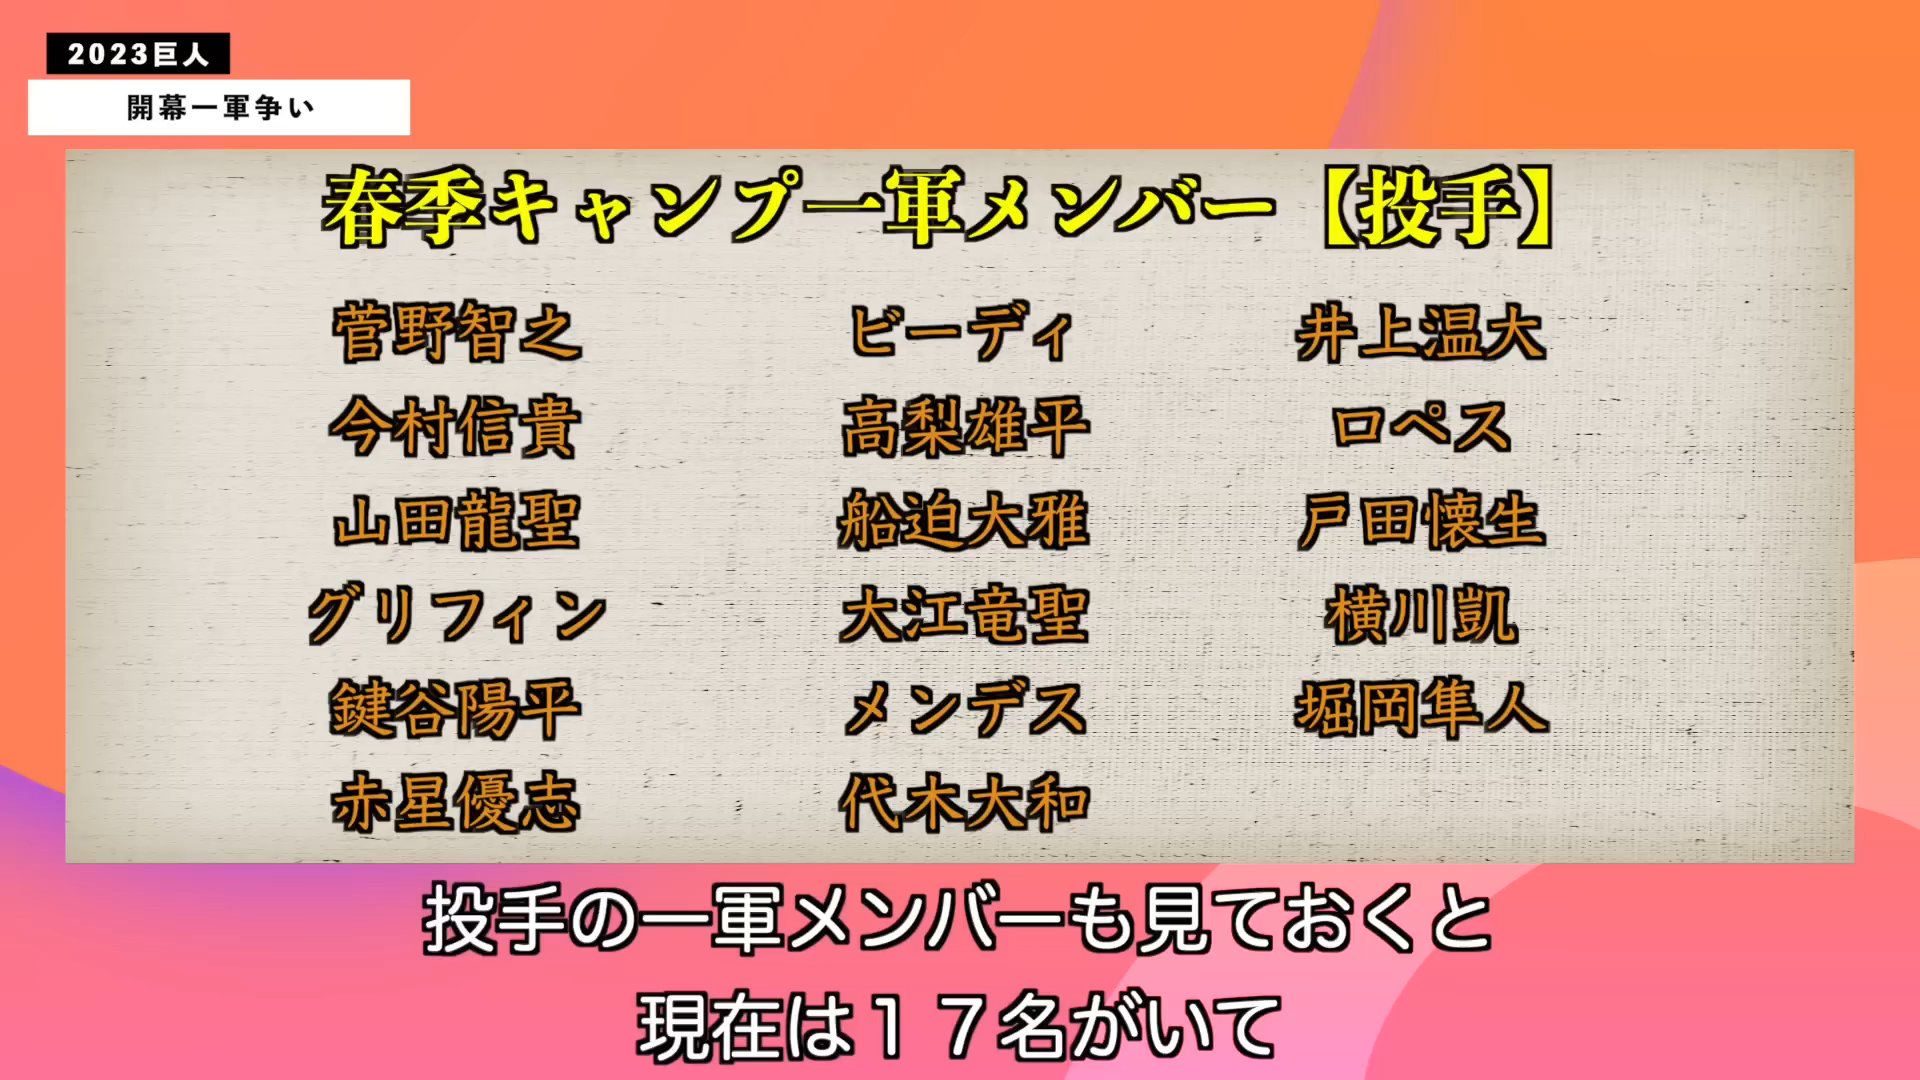 2023巨人
開幕一軍争い
春季キャンプ一軍メンバー【投手】
菅野智之 ビーディ 井上温大
今村信貴 高梨雄平 ロペス
山田龍聖 船迫大雅 戸田懐生
グリフィン 大江竜聖 横川凱
鍵谷陽平 メンデス 堀岡隼人
赤星優志 代木大和
投手の一軍メンバーも見ておくと
現在は１７名がいて